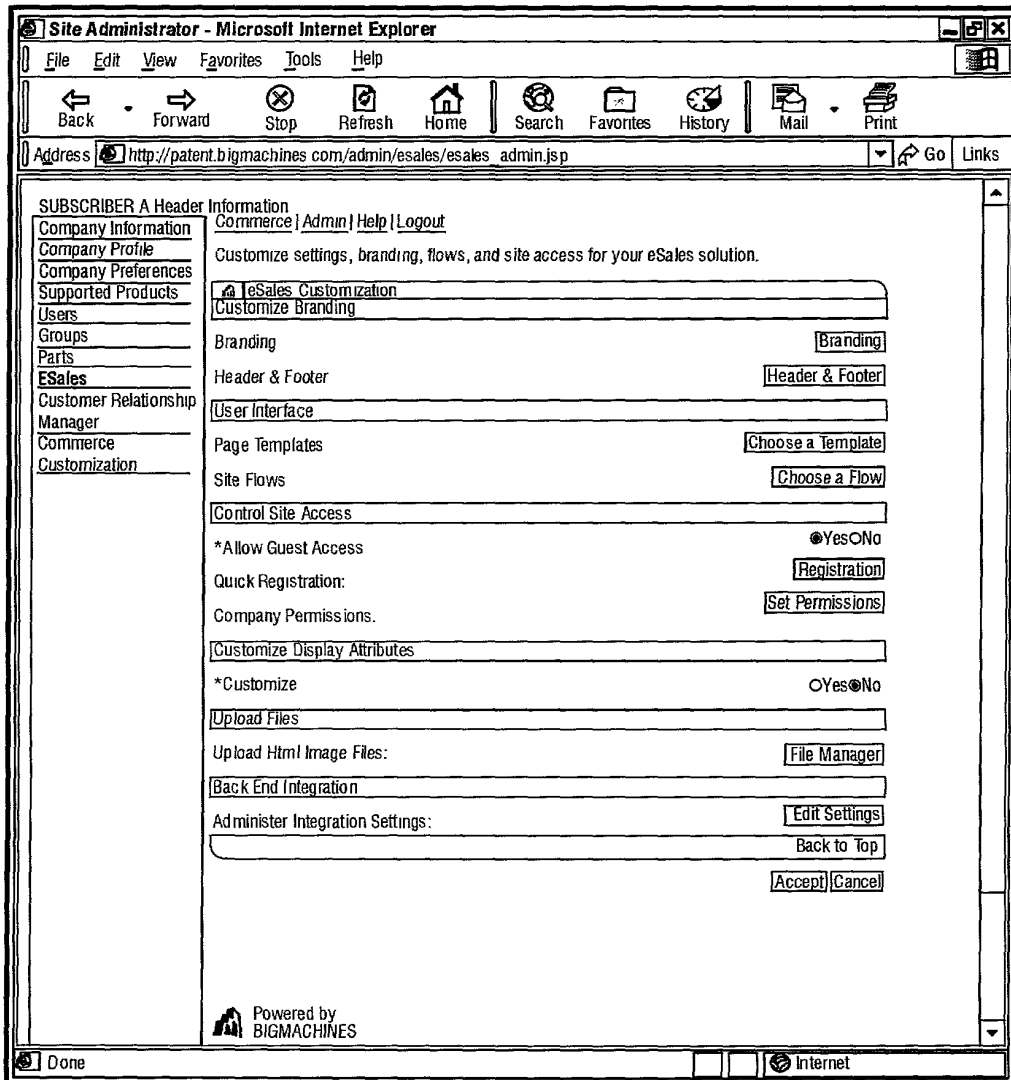 Site Administrator - Microsoft Internet Explorer
File Edit View Favorites Tools Help
Back Forward Stop Refresh Home Search Favorites History Mail Print
Address http://patent.bigmachines com/admin/esales/esales_admin.jsp Go Links
SUBSCRIBER A Header Information
Company Information
Company Profile
Company Preferences
Supported Products
Users
Groups
Parts
ESales
Customer Relationship
Manager
Commerce
Customization
Commerce | Admin | Help | Logout
Customize settings, branding, flows, and site access for your eSales solution.
eSales Customization
Customize Branding
Branding Branding
Header & Footer Header & Footer
User Interface
Page Templates Choose a Template
Site Flows Choose a Flow
Control Site Access
*Allow Guest Access Yes No
Quick Registration: Registration
Company Permissions. Set Permissions
Customize Display Attributes
*Customize Yes No
Upload Files
Upload Html Image Files: File Manager
Back End Integration
Administer Integration Settings: Edit Settings
Back to Top
Accept Cancel
Powered by
BIGMACHINES
Done Internet